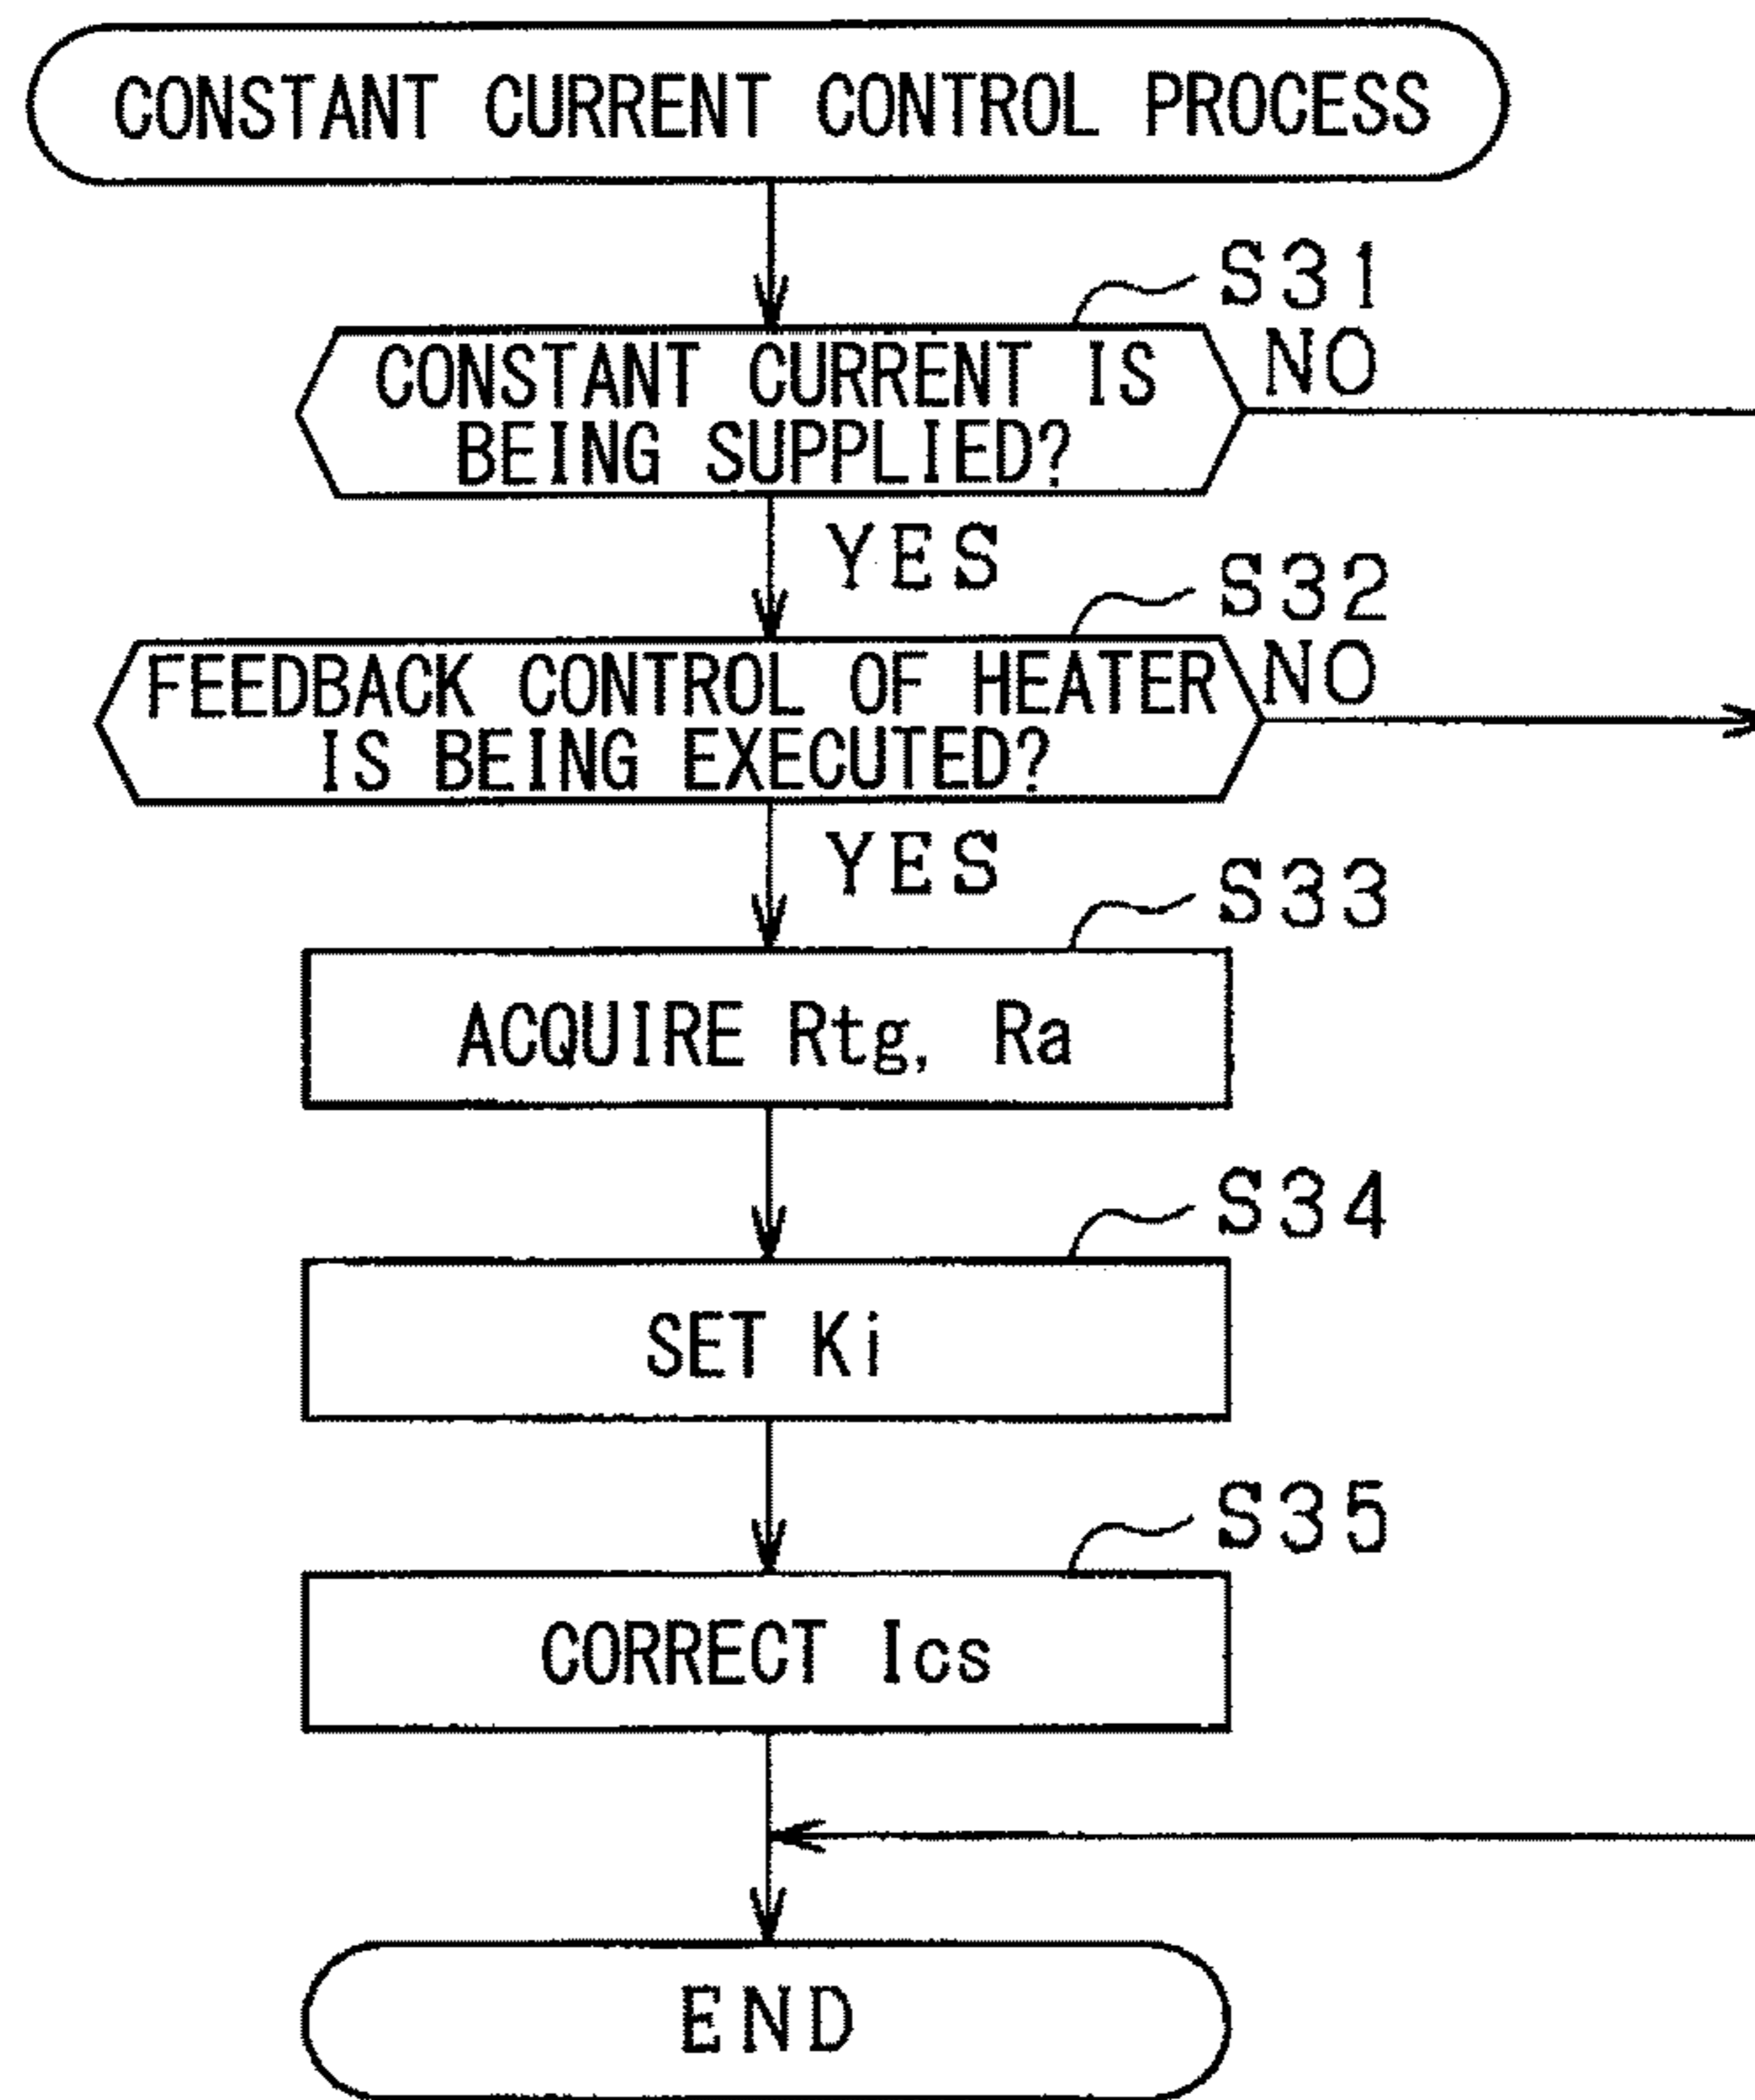 CONSTANT CURRENT CONTROL PROCESS
S31
CONSTANT CURRENT IS
BEING SUPPLIED?
NO
YES
S32
FEEDBACK CONTROL OF HEATER
IS BEING EXECUTED?
NO
YES
S33
ACQUIRE Rtg, Ra
S34
SET Ki
S35
CORRECT Ics
END